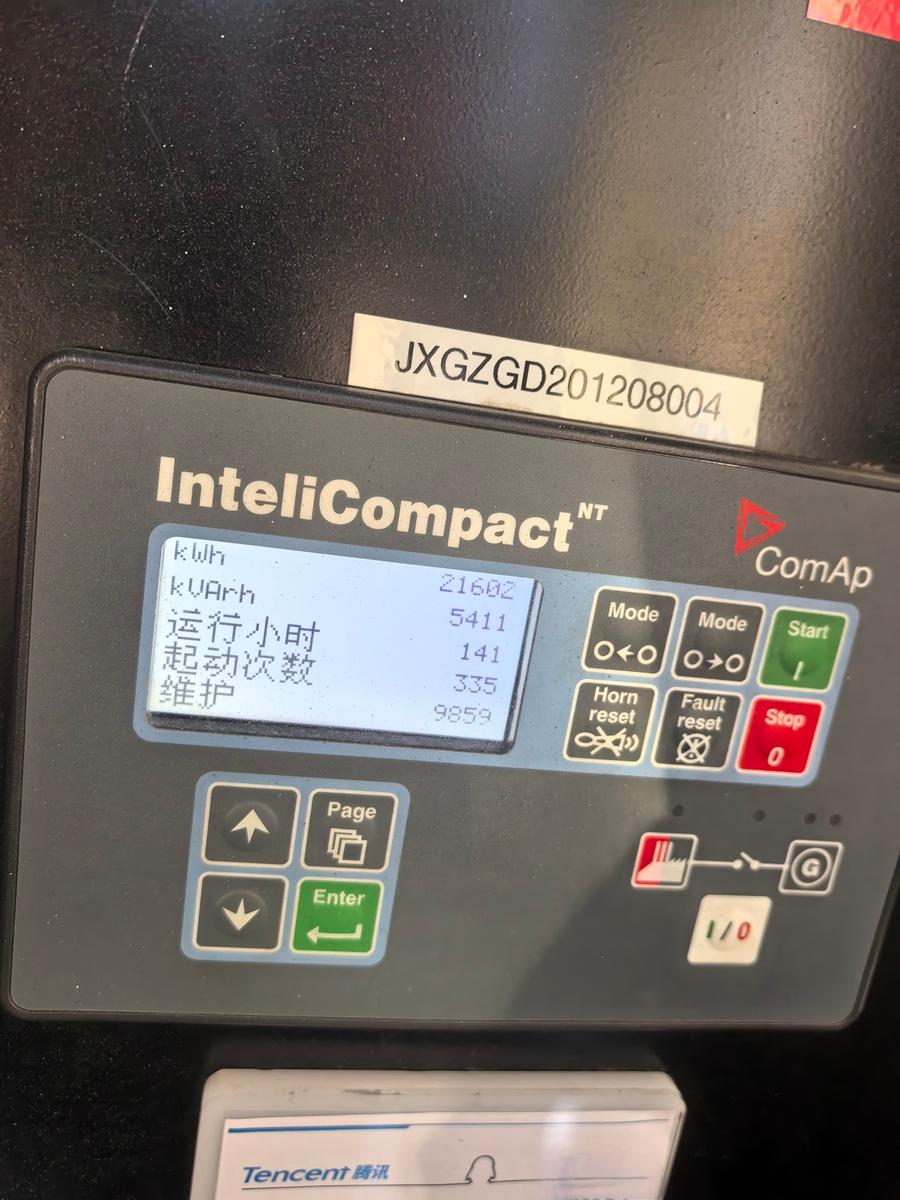 JXGZGD201208004
InteliCompact NT
ComAp
kWh 21602
kVArh 5411
运行小时 141
起动次数 335
维护 9859
Mode
Mode
Start
I
Horn reset
Fault reset
Stop
0
Page
Enter
G
I/0
Tencent 腾讯